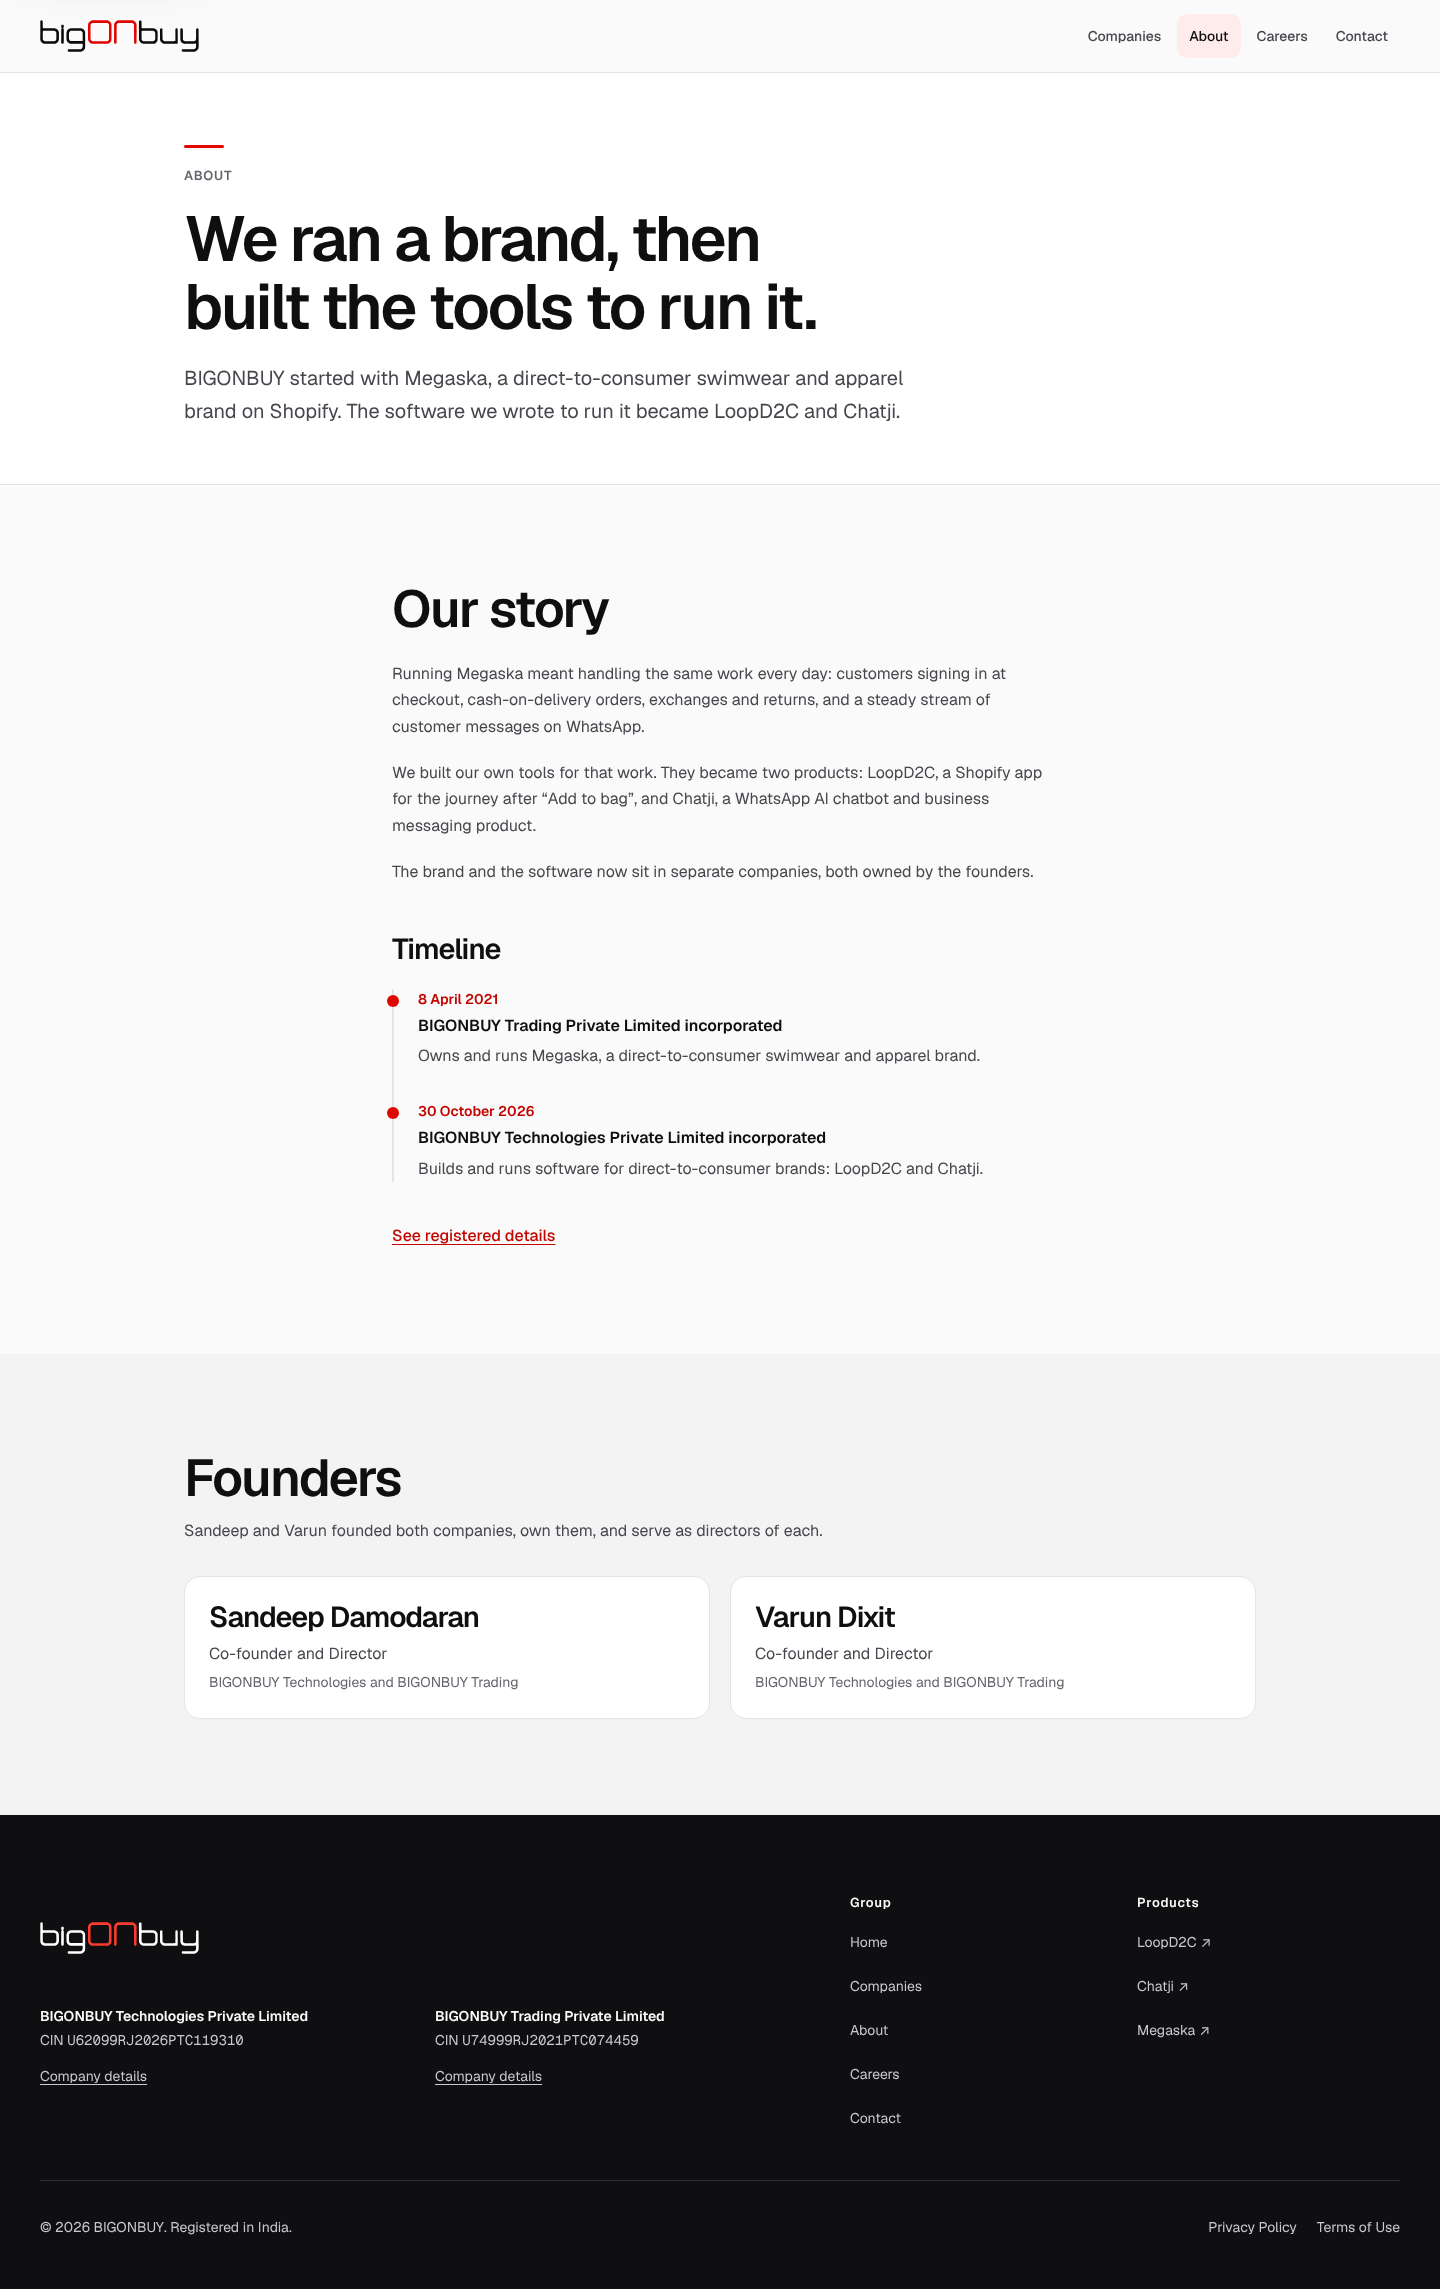 bigONbuy
Companies
About
Careers
Contact
ABOUT
We ran a brand, then
built the tools to run it.
BIGONBUY started with Megaska, a direct-to-consumer swimwear and apparel
brand on Shopify. The software we wrote to run it became LoopD2C and Chatji.
Our story
Running Megaska meant handling the same work every day: customers signing in at
checkout, cash-on-delivery orders, exchanges and returns, and a steady stream of
customer messages on WhatsApp.
We built our own tools for that work. They became two products: LoopD2C, a Shopify app
for the journey after “Add to bag”, and Chatji, a WhatsApp AI chatbot and business
messaging product.
The brand and the software now sit in separate companies, both owned by the founders.
Timeline
8 April 2021
BIGONBUY Trading Private Limited incorporated
Owns and runs Megaska, a direct-to-consumer swimwear and apparel brand.
30 October 2026
BIGONBUY Technologies Private Limited incorporated
Builds and runs software for direct-to-consumer brands: LoopD2C and Chatji.
See registered details
Founders
Sandeep and Varun founded both companies, own them, and serve as directors of each.
Sandeep Damodaran
Co-founder and Director
BIGONBUY Technologies and BIGONBUY Trading
Varun Dixit
Co-founder and Director
BIGONBUY Technologies and BIGONBUY Trading
bigONbuy
BIGONBUY Technologies Private Limited
CIN U62099RJ2026PTC119310
Company details
BIGONBUY Trading Private Limited
CIN U74999RJ2021PTC074459
Company details
Group
Home
Companies
About
Careers
Contact
Products
LoopD2C ↗
Chatji ↗
Megaska ↗
© 2026 BIGONBUY. Registered in India.
Privacy Policy
Terms of Use